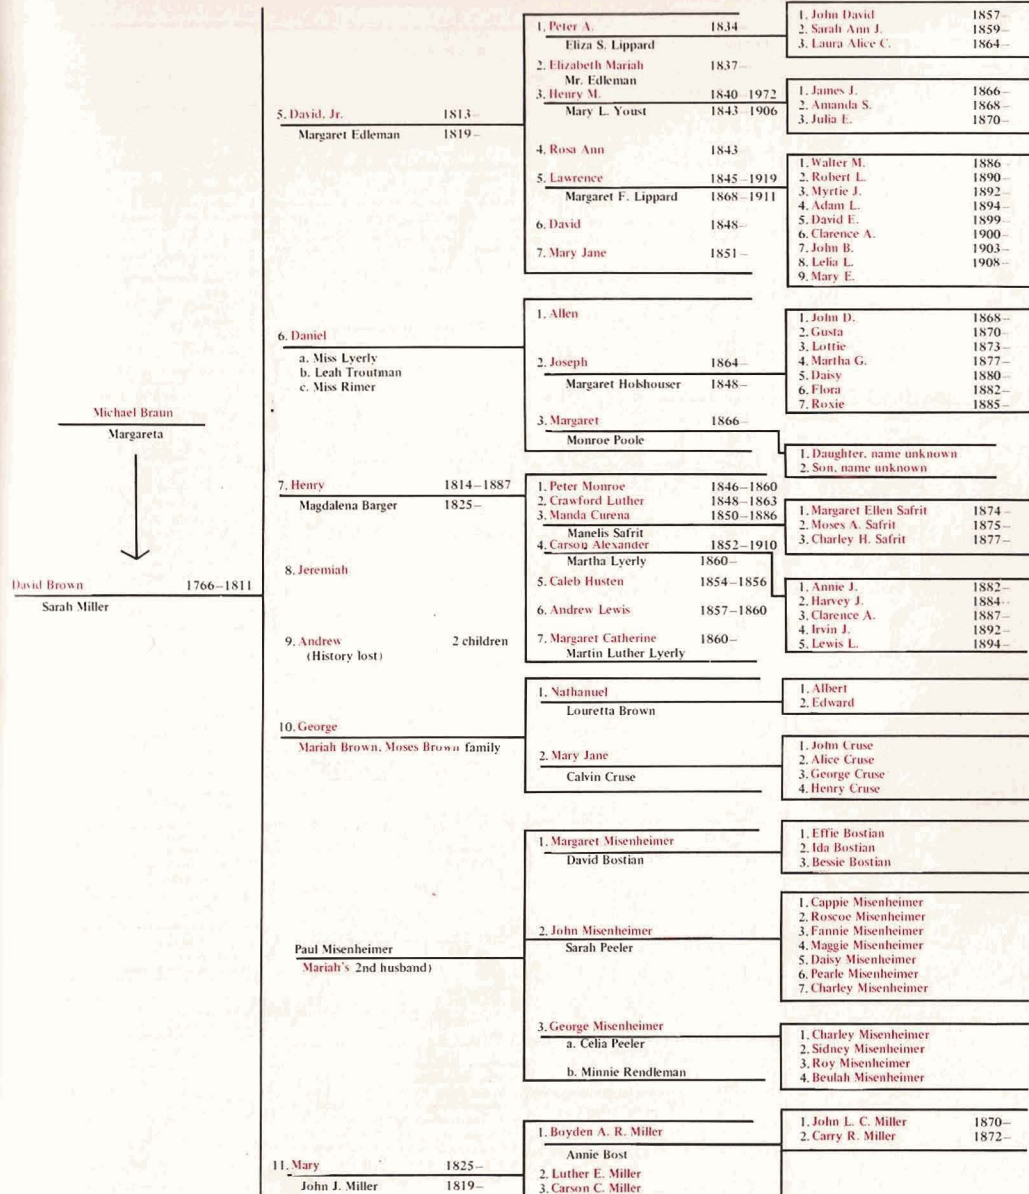 Michael Braun
Margareta
David Brown 1766–1811
Sarah Miller
5. David, Jr. 1813–
Margaret Edleman 1819–
6. Daniel
a. Miss Lyerly
b. Leah Troutman
c. Miss Rimer
7. Henry 1814–1887
Magdalena Barger 1825–
8. Jeremiah
9. Andrew 2 children
(History lost)
10. George
Mariah Brown, Moses Brown family
Paul Misenheimer
Mariah's 2nd husband)
11. Mary 1825–
John J. Miller 1819–
1. Peter A. 1834–
Eliza S. Lippard
2. Elizabeth Mariah 1837–
Mr. Edleman
3. Henry M. 1840–1972
Mary L. Youst 1843–1906
4. Rosa Ann 1843
5. Lawrence 1845–1919
Margaret F. Lippard 1868–1911
6. David 1848–
7. Mary Jane 1851–
1. Allen
2. Joseph 1864–
Margaret Holshouser 1848–
3. Margaret 1866–
Monroe Poole
1. Peter Monroe 1846–1860
2. Crawford Luther 1848–1863
3. Manda Curena 1850–1886
Manelis Safrit
4. Carson Alexander 1852–1910
Martha Lyerly 1860–
5. Caleb Husten 1854–1856
6. Andrew Lewis 1857–1860
7. Margaret Catherine 1860–
Martin Luther Lyerly
1. Nathanuel
Louretta Brown
2. Mary Jane
Calvin Cruse
1. Margaret Misenheimer
David Bostian
2. John Misenheimer
Sarah Peeler
3. George Misenheimer
a. Celia Peeler
b. Minnie Rendleman
1. Boyden A. R. Miller
Annie Bost
2. Luther E. Miller
3. Carson C. Miller
1. John David 1857–
2. Sarah Ann J. 1859–
3. Laura Alice C. 1864–
1. James J. 1866–
2. Amanda S. 1868–
3. Julia E. 1870–
1. Walter M. 1886
2. Robert L. 1890–
3. Myrtie J. 1892–
4. Adam L. 1894–
5. David E. 1899–
6. Clarence A. 1900–
7. John B. 1903–
8. Lelia L. 1908–
9. Mary E.
1. John D. 1868–
2. Gusta 1870–
3. Lottie 1873–
4. Martha G. 1877–
5. Daisy 1880–
6. Flora 1882–
7. Roxie 1885–
1. Daughter, name unknown
2. Son, name unknown
1. Margaret Ellen Safrit 1874–
2. Moses A. Safrit 1875–
3. Charley H. Safrit 1877–
1. Annie J. 1882–
2. Harvey J. 1884–
3. Clarence A. 1887–
4. Irvin J. 1892–
5. Lewis L. 1894–
1. Albert
2. Edward
1. John Cruse
2. Alice Cruse
3. George Cruse
4. Henry Cruse
1. Effie Bostian
2. Ida Bostian
3. Bessie Bostian
1. Cappie Misenheimer
2. Roscoe Misenheimer
3. Fannie Misenheimer
4. Maggie Misenheimer
5. Daisy Misenheimer
6. Pearle Misenheimer
7. Charley Misenheimer
1. Charley Misenheimer
2. Sidney Misenheimer
3. Roy Misenheimer
4. Beulah Misenheimer
1. John L. C. Miller 1870–
2. Carry R. Miller 1872–